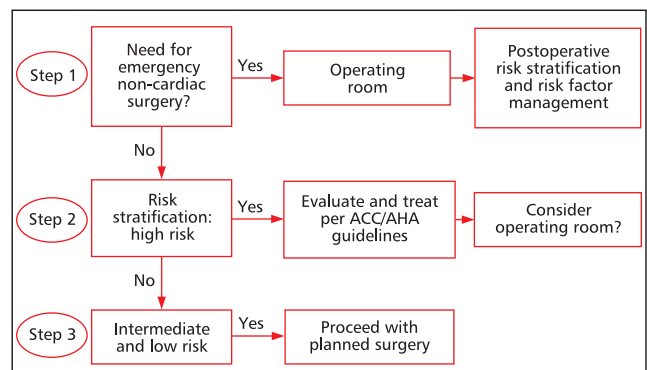 Step 1
Need for
emergency
non-cardiac
surgery?
Yes
Operating
room
Postoperative
risk stratification
and risk factor
management
No
Step 2
Risk
stratification:
high risk
Yes
Evaluate and treat
per ACC/AHA
guidelines
Consider
operating room?
No
Step 3
Intermediate
and low risk
Yes
Proceed with
planned surgery